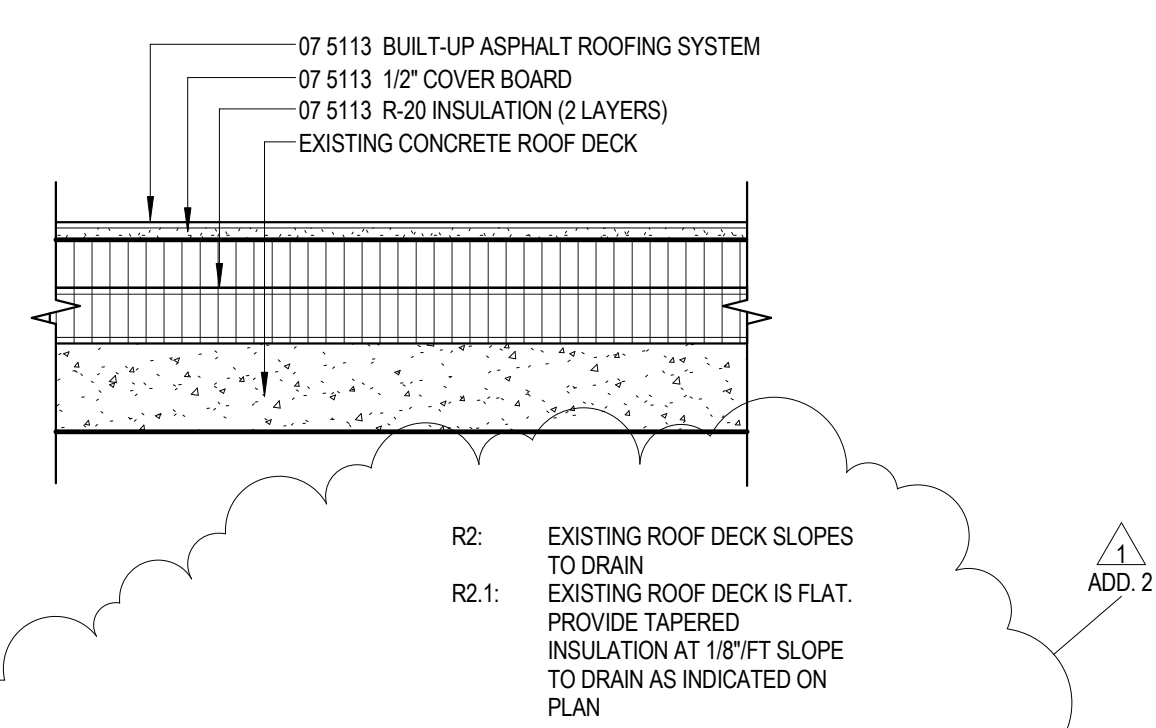 07 5113 BUILT-UP ASPHALT ROOFING SYSTEM
07 5113 1/2" COVER BOARD
07 5113 R-20 INSULATION (2 LAYERS)
EXISTING CONCRETE ROOF DECK
R2: EXISTING ROOF DECK SLOPES
TO DRAIN
R2.1: EXISTING ROOF DECK IS FLAT.
PROVIDE TAPERED
INSULATION AT 1/8"/FT SLOPE
TO DRAIN AS INDICATED ON
PLAN
1
ADD. 2